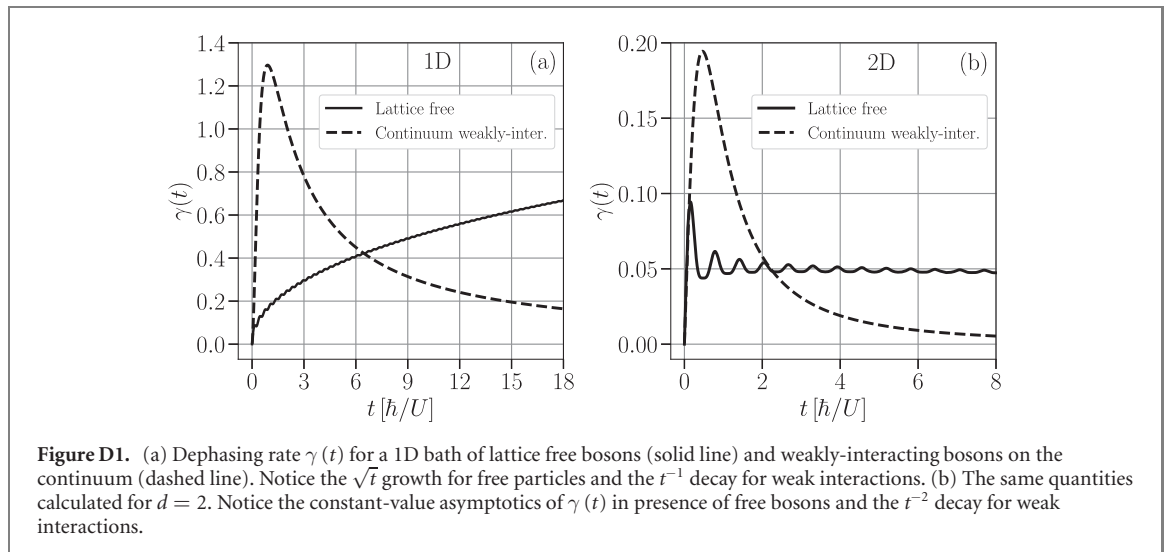 1D (a)
Lattice free
Continuum weakly-inter.
γ(t)
1.4
1.2
1.0
0.8
0.6
0.4
0.2
0.0
0 3 6 9 12 15 18
t [ħ/U]
2D (b)
Lattice free
Continuum weakly-inter.
γ(t)
0.20
0.15
0.10
0.05
0.00
0 2 4 6 8
t [ħ/U]
Figure D1. (a) Dephasing rate γ (t) for a 1D bath of lattice free bosons (solid line) and weakly-interacting bosons on the
continuum (dashed line). Notice the √t growth for free particles and the t⁻¹ decay for weak interactions. (b) The same quantities
calculated for d = 2. Notice the constant-value asymptotics of γ (t) in presence of free bosons and the t⁻² decay for weak
interactions.